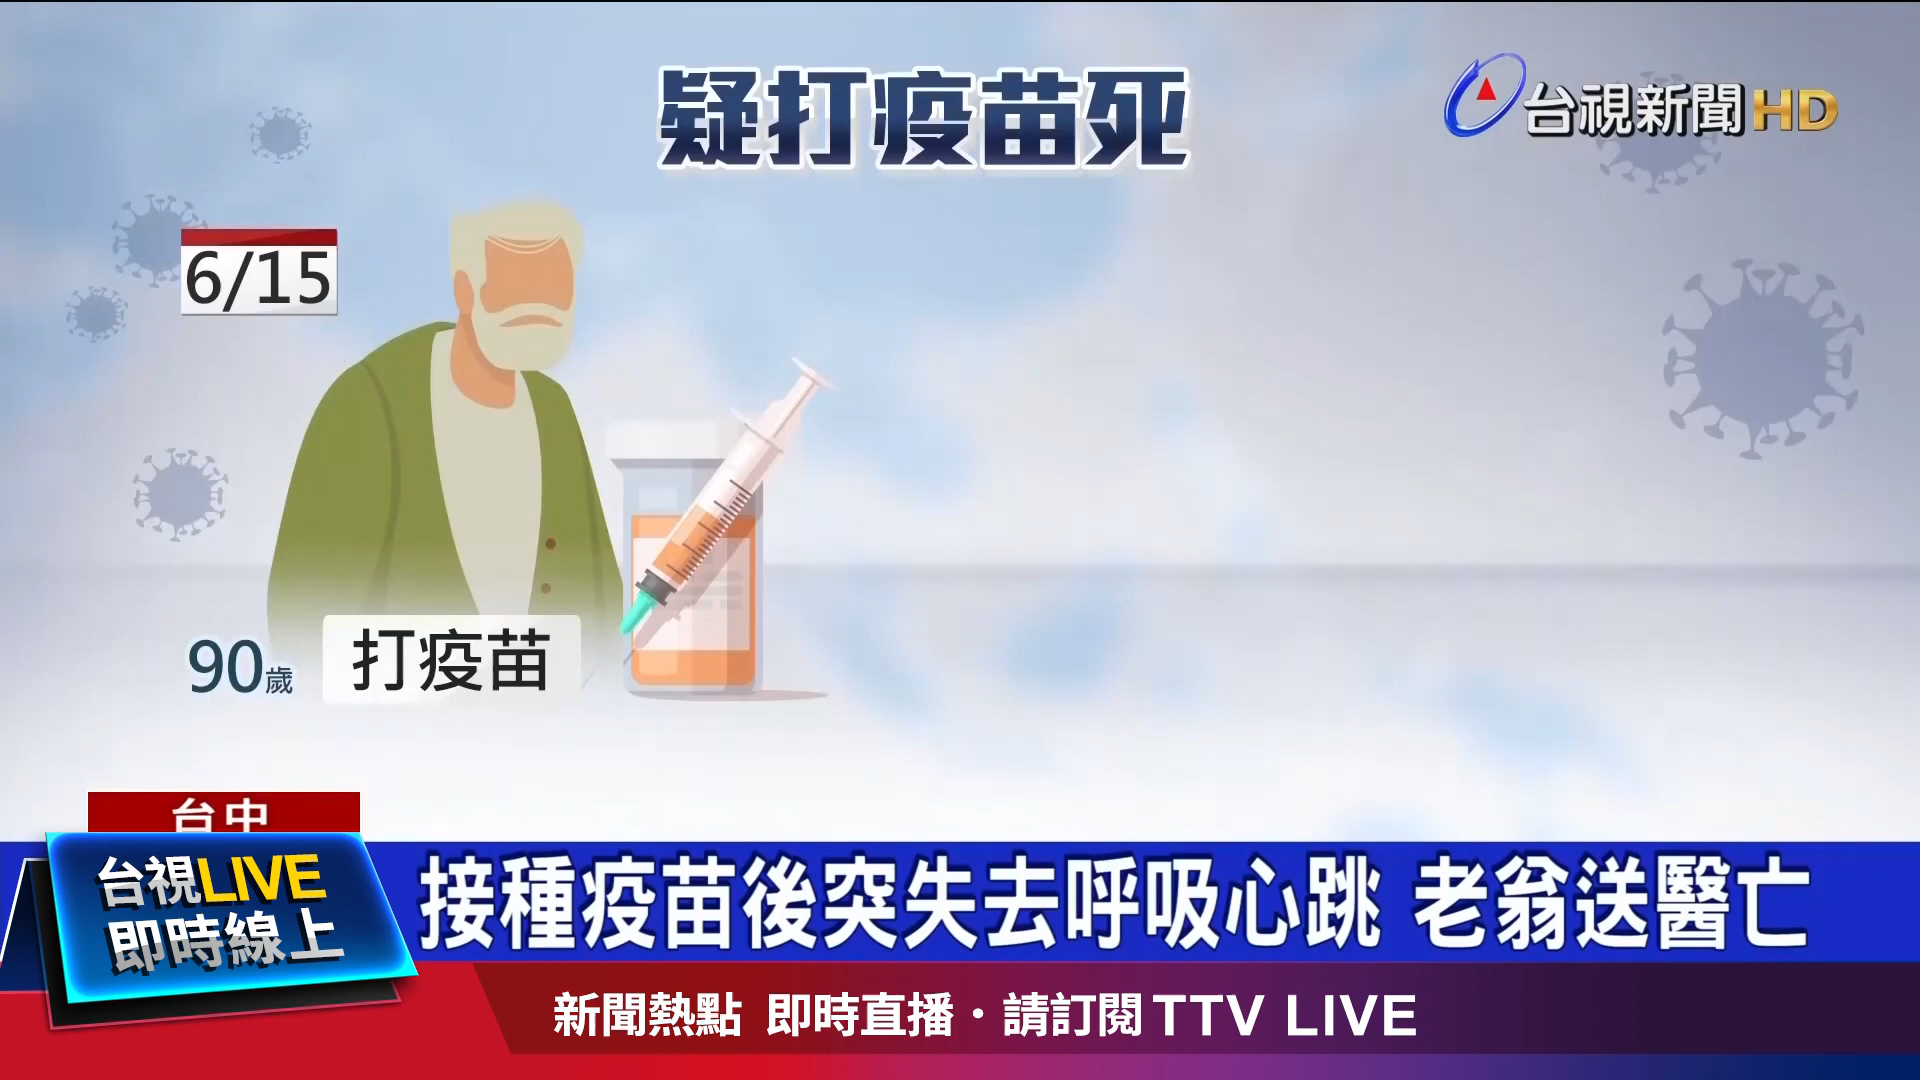 疑打疫苗死
台視新聞HD
6/15
90歲
打疫苗
台中
台視LIVE
即時線上
接種疫苗後突失去呼吸心跳 老翁送醫亡
新聞熱點 即時直播・請訂閱TTV LIVE